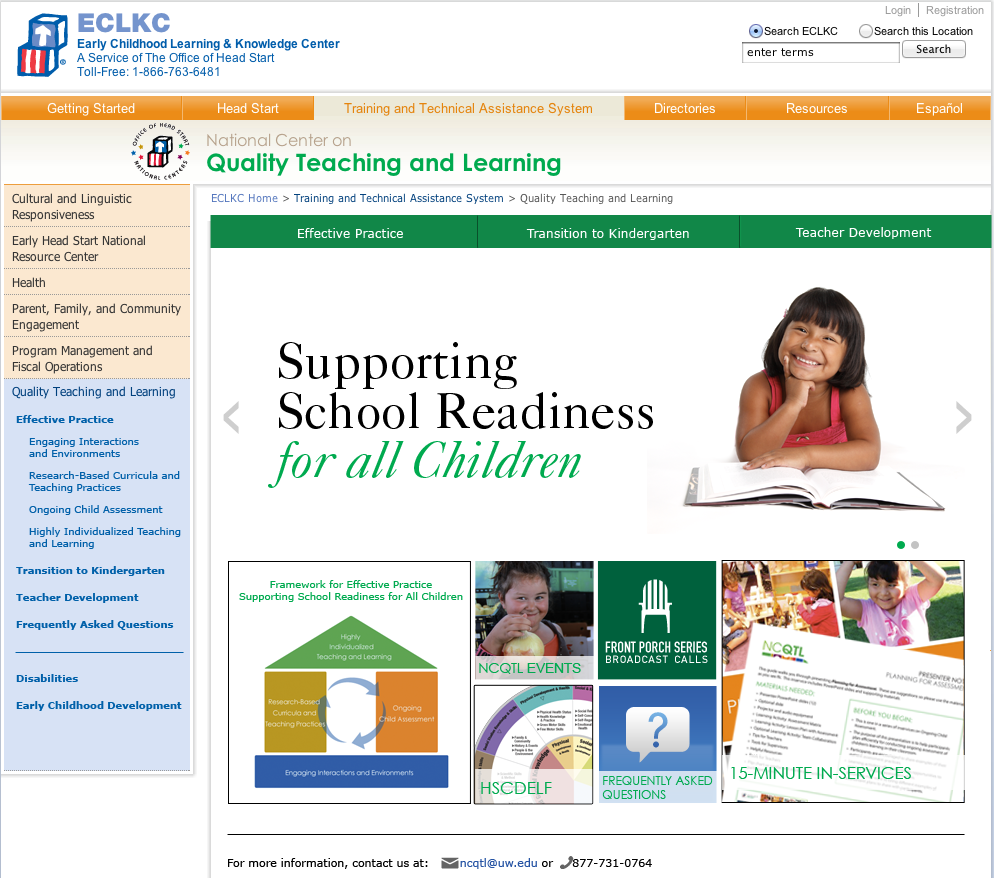 Login | Registration
ECLKC
Early Childhood Learning & Knowledge Center
A Service of The Office of Head Start
Toll-Free: 1-866-763-6481
Search ECLKC Search this Location
enter terms Search
Getting Started Head Start Training and Technical Assistance System Directories Resources Español
OFFICE OF HEAD START
NATIONAL CENTERS
National Center on
Quality Teaching and Learning
Cultural and Linguistic
Responsiveness
Early Head Start National
Resource Center
Health
Parent, Family, and Community
Engagement
Program Management and
Fiscal Operations
Quality Teaching and Learning
Effective Practice
Engaging Interactions
and Environments
Research-Based Curricula and
Teaching Practices
Ongoing Child Assessment
Highly Individualized Teaching
and Learning
Transition to Kindergarten
Teacher Development
Frequently Asked Questions
Disabilities
Early Childhood Development
ECLKC Home > Training and Technical Assistance System > Quality Teaching and Learning
Effective Practice Transition to Kindergarten Teacher Development
Supporting
School Readiness
for all Children
Framework for Effective Practice
Supporting School Readiness for All Children
Highly
Individualized
Teaching and Learning
Research-Based
Curricula and
Teaching Practices
Ongoing
Child Assessment
Engaging Interactions and Environments
NCQTL EVENTS
FRONT PORCH SERIES
BROADCAST CALLS
HSCDELF
?
FREQUENTLY ASKED
QUESTIONS
NCQTL
PRESENTER NOT
PLANNING FOR ASSESSME
MATERIALS NEEDED:
BEFORE YOU BEGIN:
15-MINUTE IN-SERVICES
For more information, contact us at: ncqtl@uw.edu or 877-731-0764